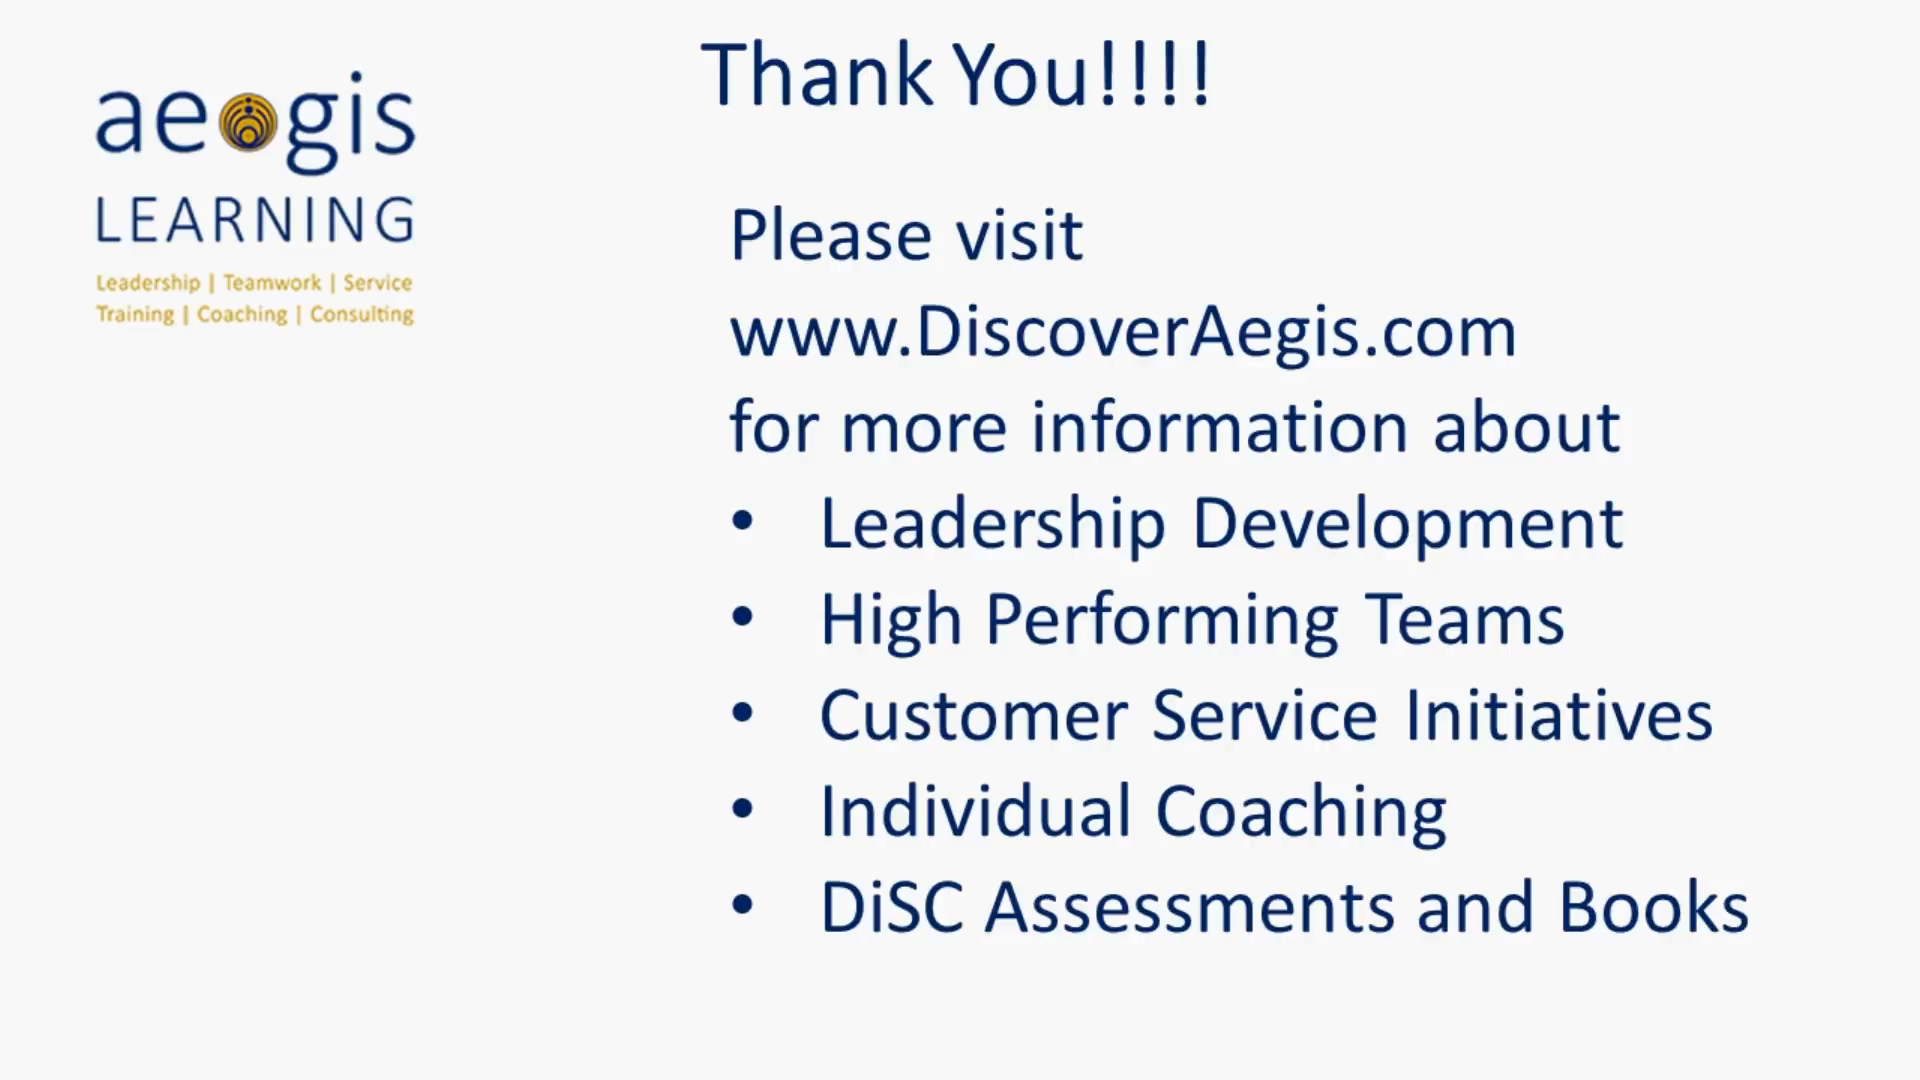 Thank You!!!!
aegis
LEARNING
Leadership | Teamwork | Service
Training | Coaching | Consulting
Please visit
www.DiscoverAegis.com
for more information about
• Leadership Development
• High Performing Teams
• Customer Service Initiatives
• Individual Coaching
• DiSC Assessments and Books